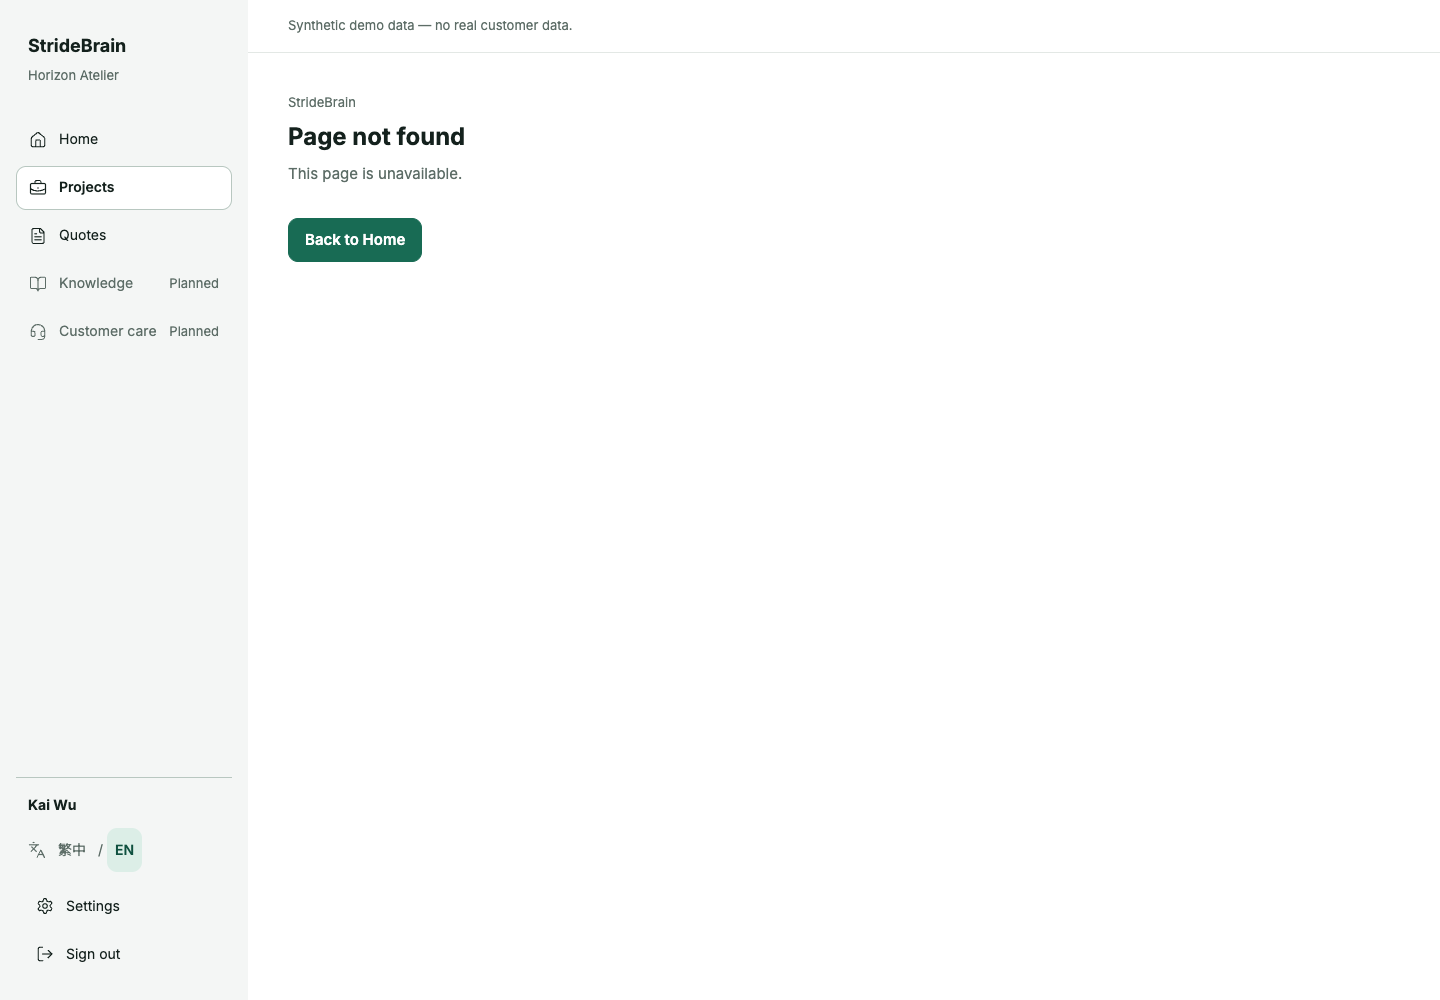 StrideBrain
Horizon Atelier
Home
Projects
Quotes
Knowledge Planned
Customer care Planned
Kai Wu
繁中 / EN
Settings
Sign out
Synthetic demo data — no real customer data.
StrideBrain
Page not found
This page is unavailable.
Back to Home